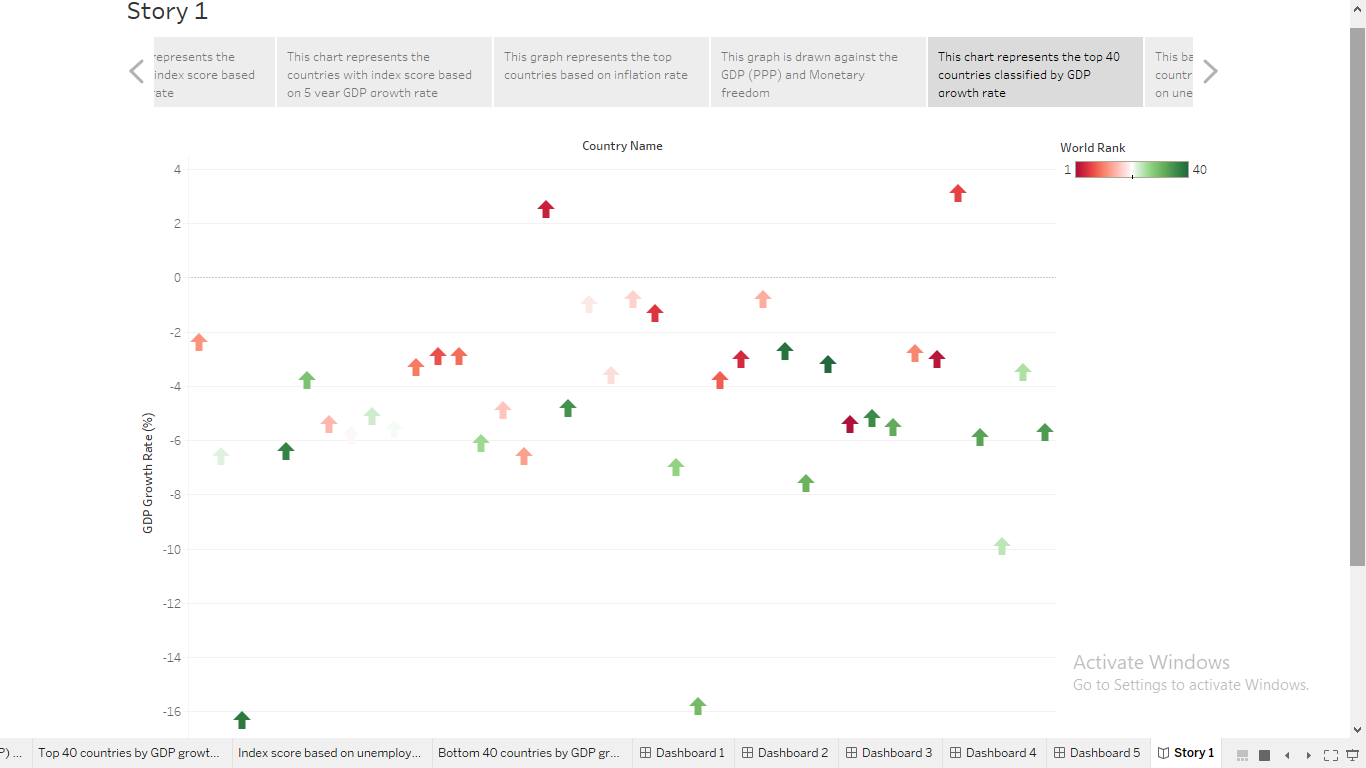 Story 1
represents the
index score based
rate
This chart represents the
countries with index score based
on 5 year GDP growth rate
This graph represents the top
countries based on inflation rate
This graph is drawn against the
GDP (PPP) and Monetary
freedom
This chart represents the top 40
countries classified by GDP
growth rate
This ba
countr
on une
Country Name
World Rank
1
40
4
2
0
-2
-4
-6
-8
-10
-12
-14
-16
GDP Growth Rate (%)
Activate Windows
Go to Settings to activate Windows.
P) ...
Top 40 countries by GDP growt...
Index score based on unemploy...
Bottom 40 countries by GDP gr...
Dashboard 1
Dashboard 2
Dashboard 3
Dashboard 4
Dashboard 5
Story 1